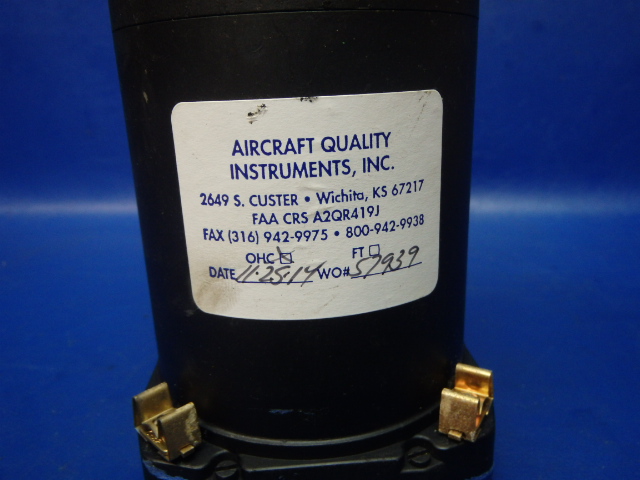 AIRCRAFT QUALITY
INSTRUMENTS, INC.
2649 S. CUSTER • Wichita, KS 67217
FAA CRS A2QR419J
FAX (316) 942-9975 • 800-942-9938
OHC FT
DATE 11-25-14 WO# 57939